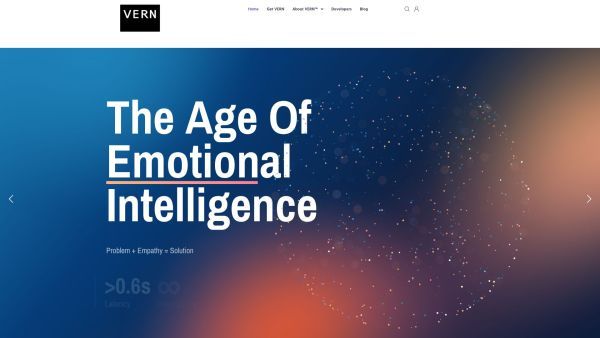 VERN
Home Get VERN About VERN™ Developers Blog
The Age Of
Emotional
Intelligence
Problem + Empathy = Solution
>0.6s ∞
Latency